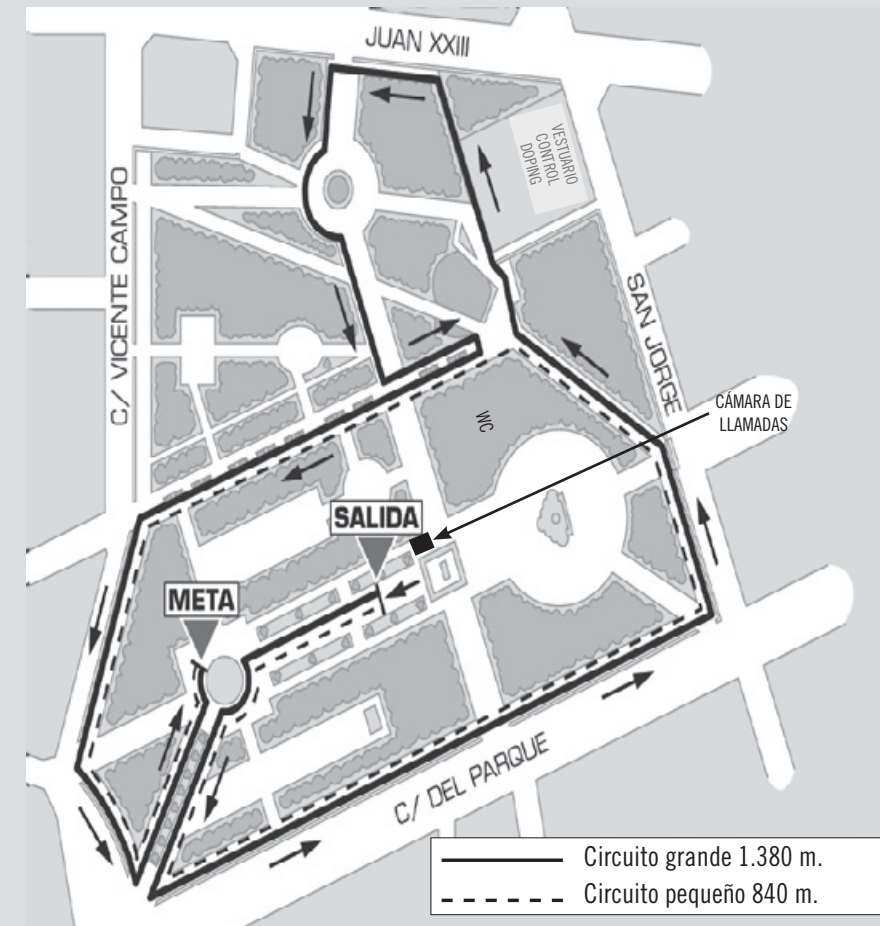 JUAN XXIII
VESTUARIO
CONTROL
DOPING
C/ VICENTE CAMPO
SAN JORGE
CÁMARA DE
LLAMADAS
WC
SALIDA
META
C/ DEL PARQUE
Circuito grande 1.380 m.
Circuito pequeño 840 m.